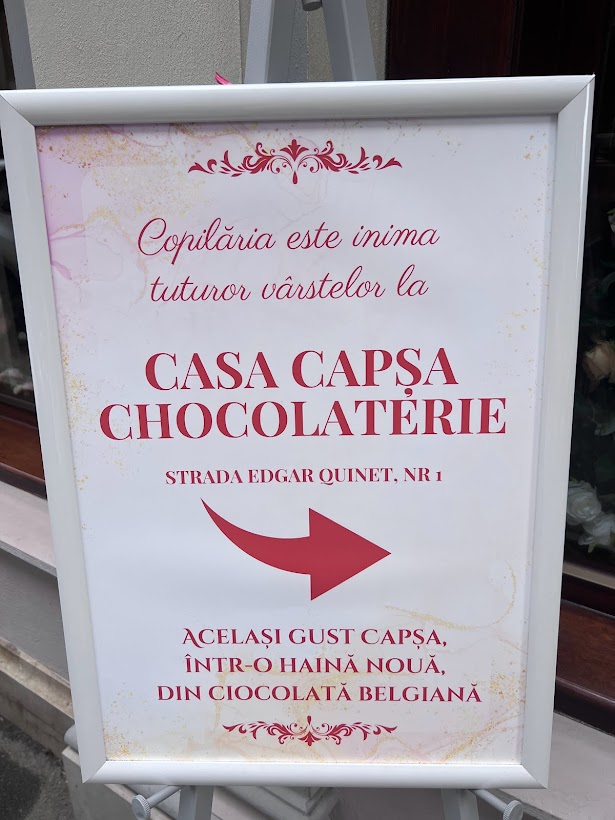 Copilăria este inima
tuturor vârstelor la
CASA CAPȘA
CHOCOLATERIE
STRADA EDGAR QUINET, NR 1
ACELAȘI GUST CAPȘA,
ÎNTR-O HAINĂ NOUĂ,
DIN CIOCOLATĂ BELGIANĂ